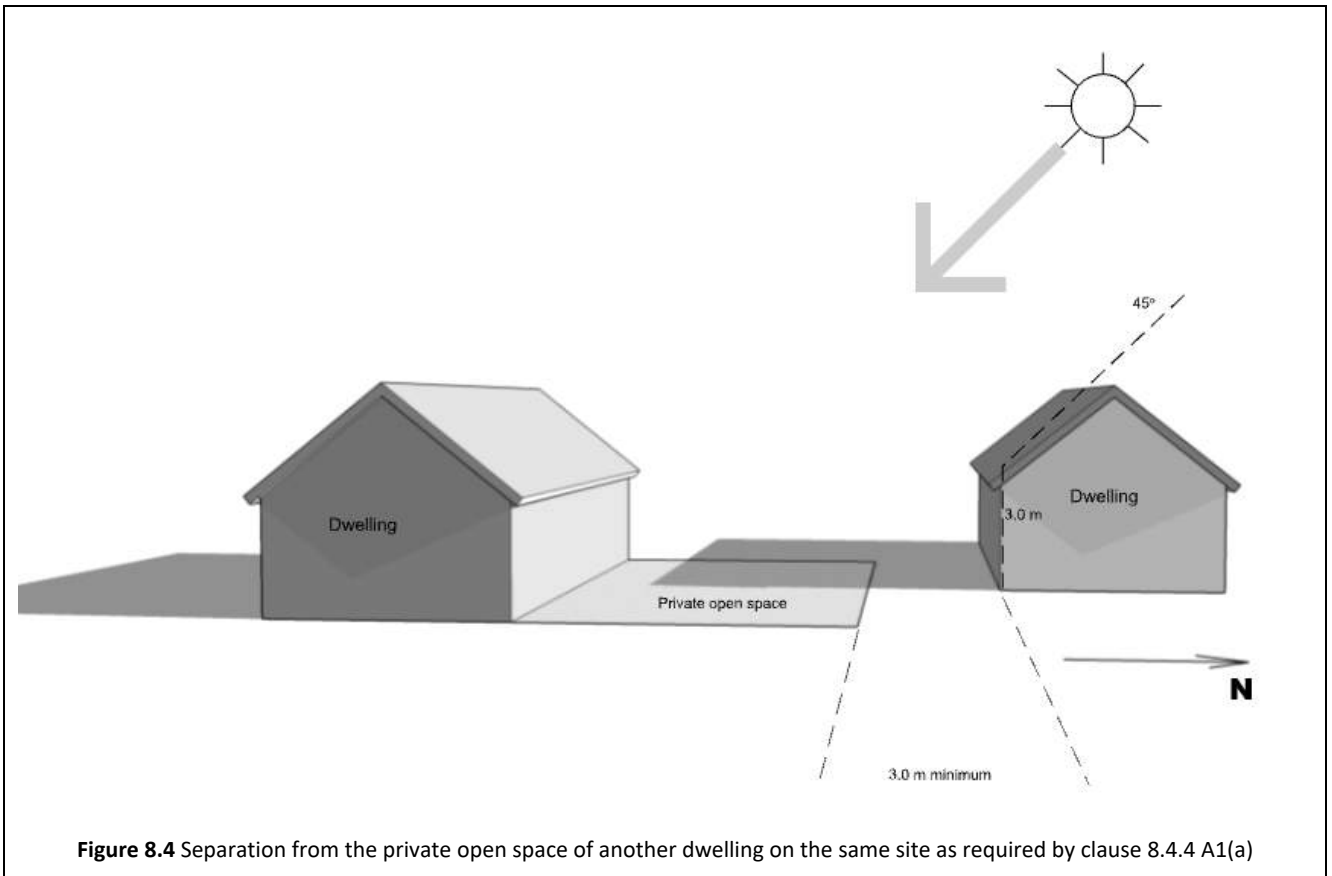 45°
Dwelling
Dwelling
3.0 m
Private open space
N
3.0 m minimum
Figure 8.4 Separation from the private open space of another dwelling on the same site as required by clause 8.4.4 A1(a)